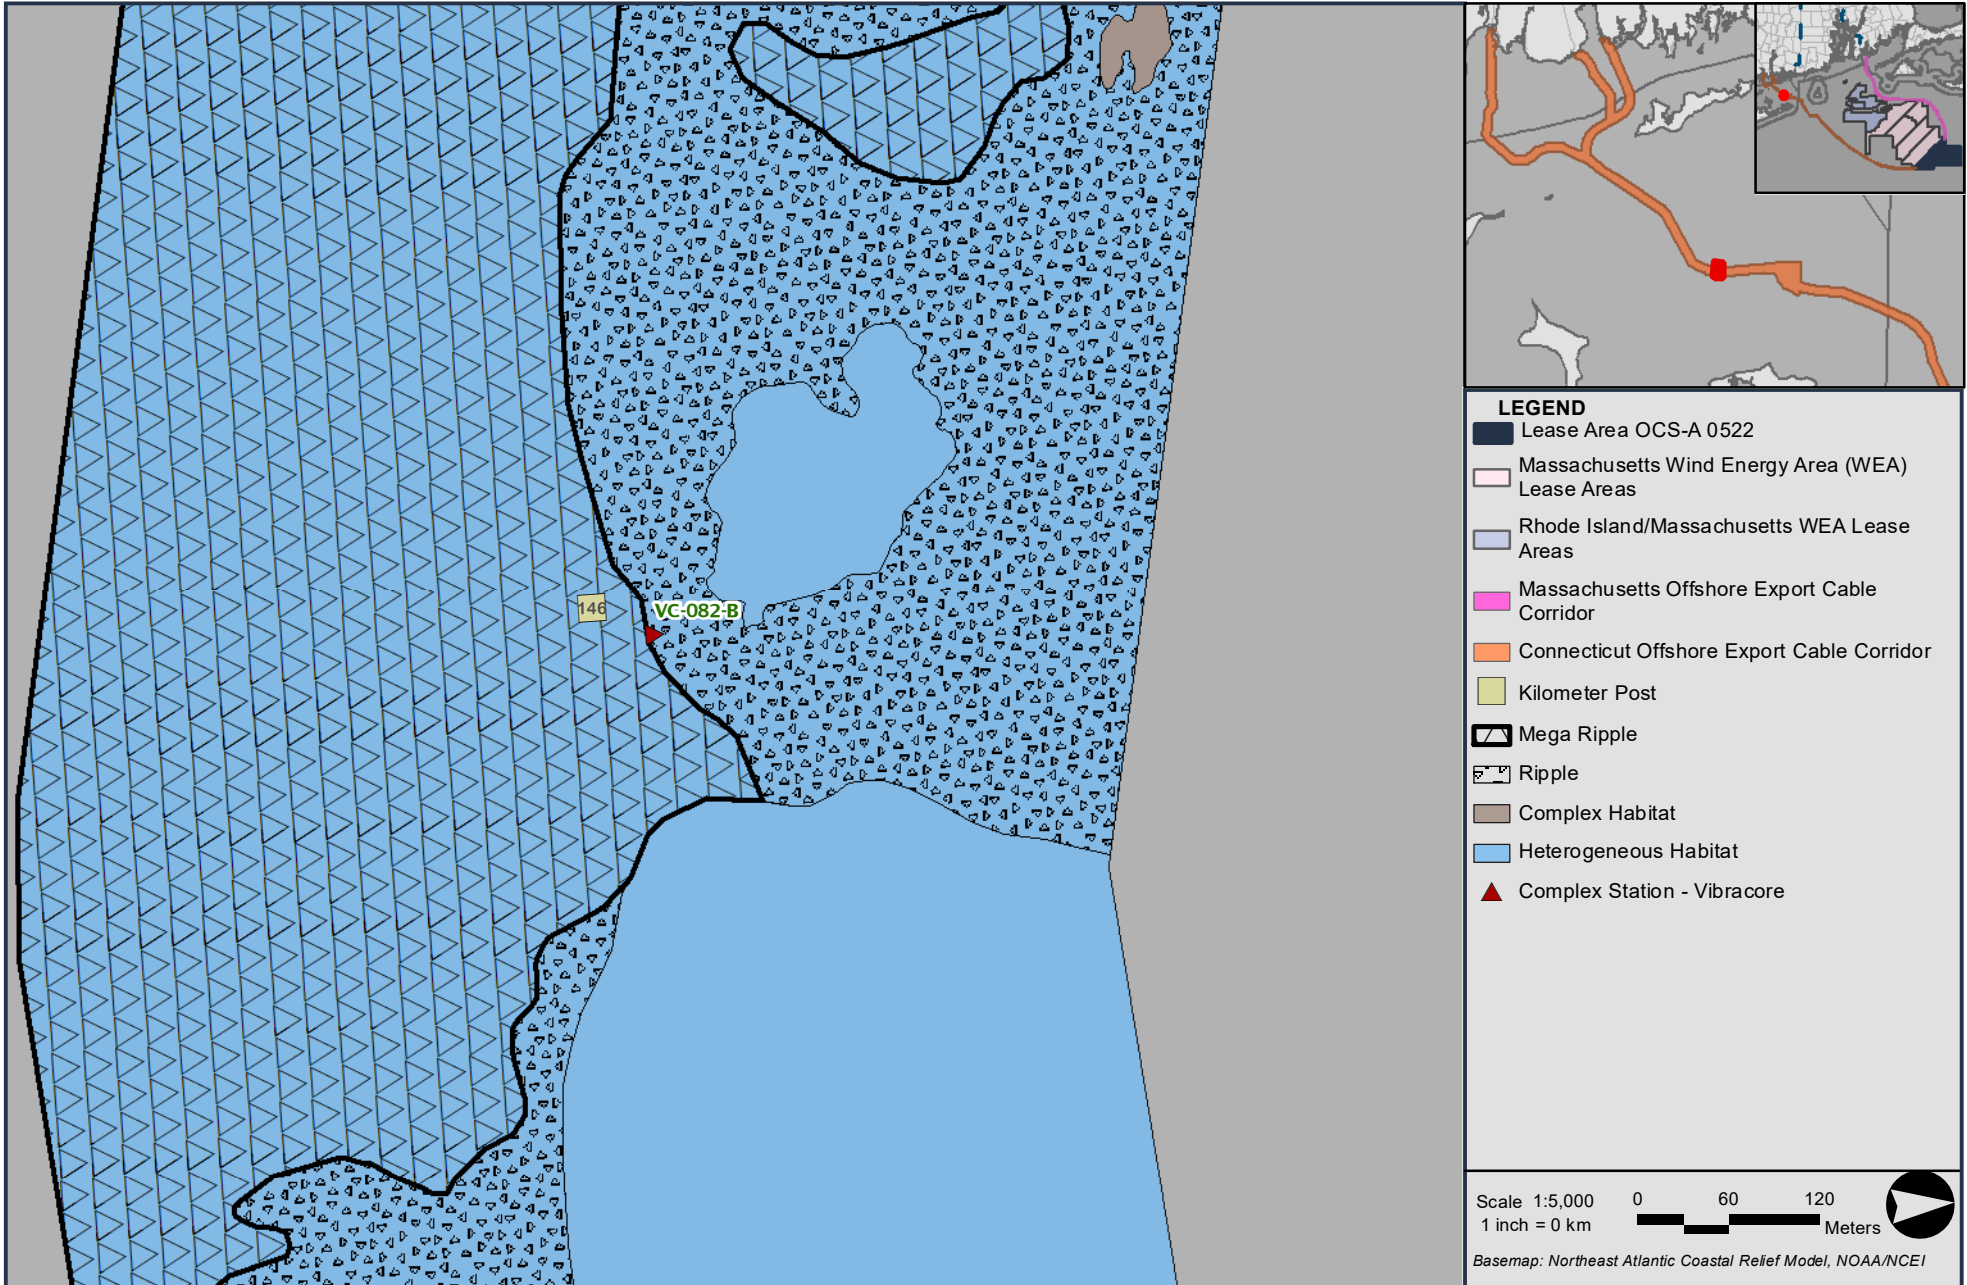 146
VC-082-B
LEGEND
Lease Area OCS-A 0522
Massachusetts Wind Energy Area (WEA)
Lease Areas
Rhode Island/Massachusetts WEA Lease
Areas
Massachusetts Offshore Export Cable
Corridor
Connecticut Offshore Export Cable Corridor
Kilometer Post
Mega Ripple
Ripple
Complex Habitat
Heterogeneous Habitat
Complex Station - Vibracore
Scale 1:5,000
1 inch = 0 km
0 60 120
Meters
Basemap: Northeast Atlantic Coastal Relief Model, NOAA/NCEI